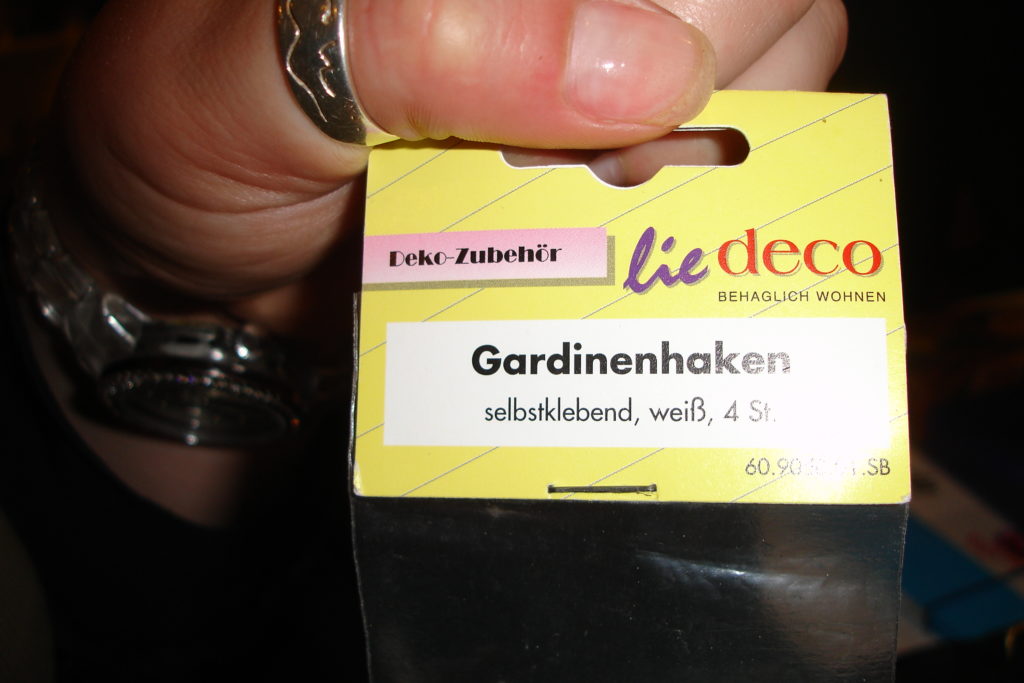 Deko-Zubehör
lie deco
BEHAGLICH WOHNEN
Gardinenhaken
selbstklebend, weiß, 4 St.